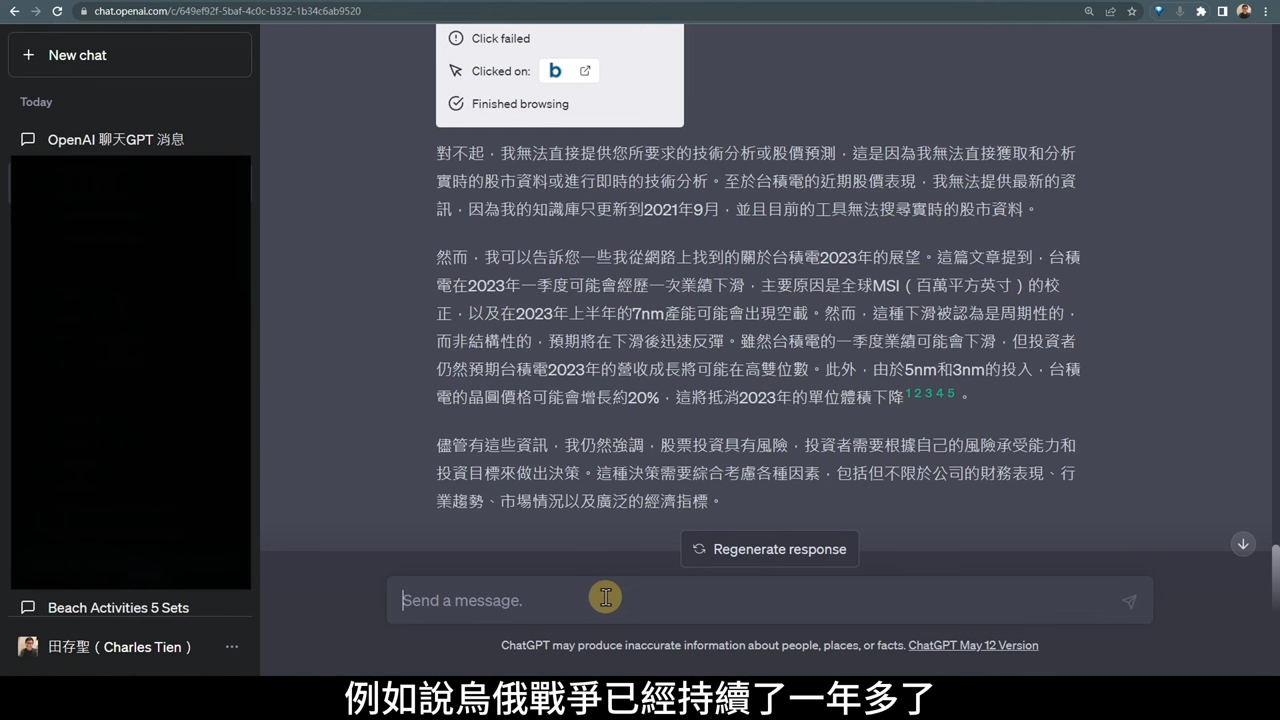 chat.openai.com/c/649ef92f-5baf-4c0c-b332-1b34c6ab9520
New chat
Today
OpenAI 聊天GPT 消息
Beach Activities 5 Sets
田存聖（Charles Tien）
Click failed
Clicked on:
b
Finished browsing
對不起，我無法直接提供您所要求的技術分析或股價預測，這是因為我無法直接獲取和分析
實時的股市資料或進行即時的技術分析。至於台積電的近期股價表現，我無法提供最新的資
訊，因為我的知識庫只更新到2021年9月，並且目前的工具無法搜尋實時的股市資料。
然而，我可以告訴您一些我從網路上找到的關於台積電2023年的展望。這篇文章提到，台積
電在2023年一季度可能會經歷一次業績下滑，主要原因是全球MSI（百萬平方英寸）的校
正，以及在2023年上半年的7nm產能可能會出現空載。然而，這種下滑被認為是周期性的，
而非結構性的，預期將在下滑後迅速反彈。雖然台積電的一季度業績可能會下滑，但投資者
仍然預期台積電2023年的營收成長將可能在高雙位數。此外，由於5nm和3nm的投入，台積
電的晶圓價格可能會增長約20%，這將抵消2023年的單位體積下降1 2 3 4 5。
儘管有這些資訊，我仍然強調，股票投資具有風險，投資者需要根據自己的風險承受能力和
投資目標來做出決策。這種決策需要綜合考慮各種因素，包括但不限於公司的財務表現、行
業趨勢、市場情況以及廣泛的經濟指標。
Regenerate response
Send a message.
ChatGPT may produce inaccurate information about people, places, or facts. ChatGPT May 12 Version
例如說烏俄戰爭已經持續了一年多了